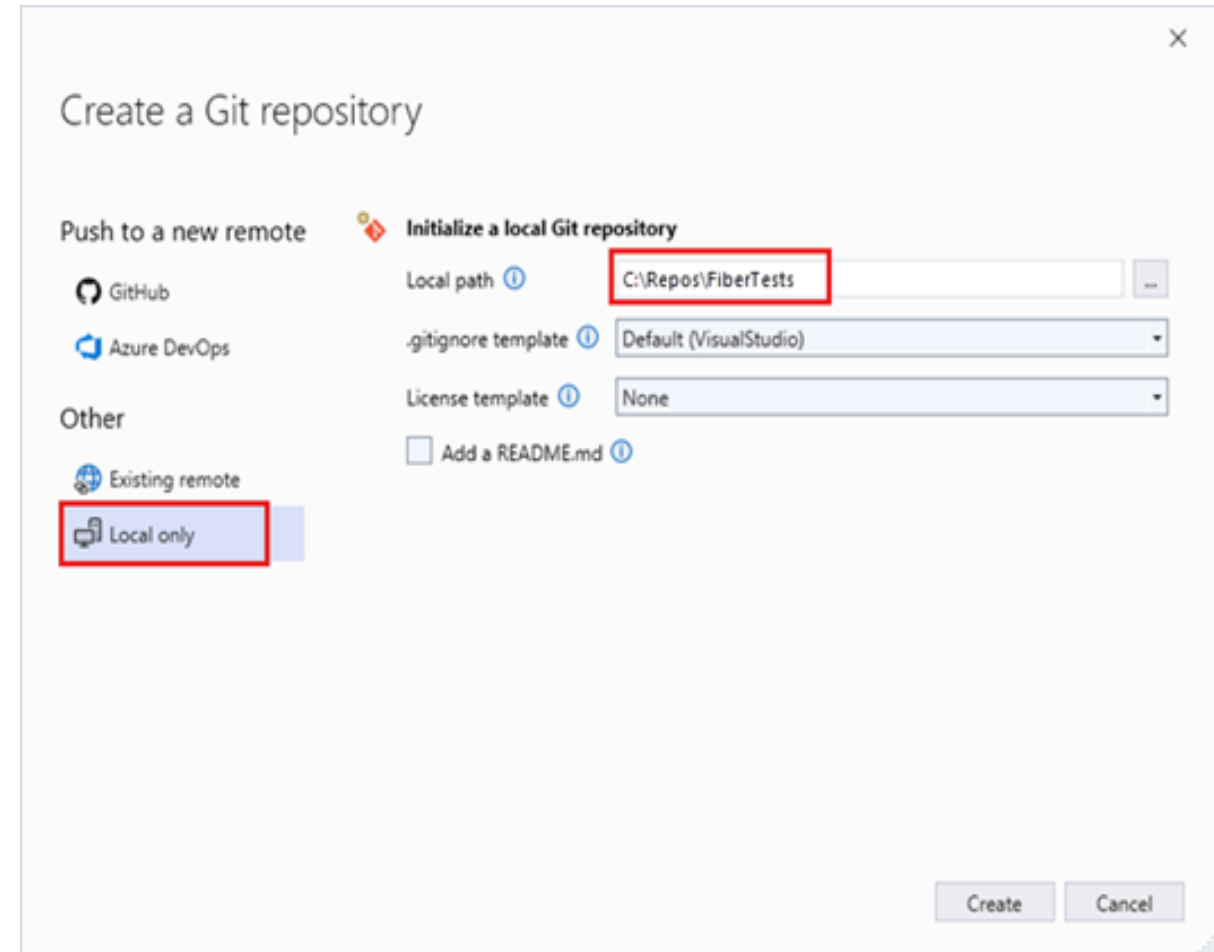 Create a Git repository
Push to a new remote
GitHub
Azure DevOps
Other
Existing remote
Local only
Initialize a local Git repository
Local path
C:\Repos\FiberTests
...
.gitignore template
Default (VisualStudio)
License template
None
Add a README.md
Create
Cancel